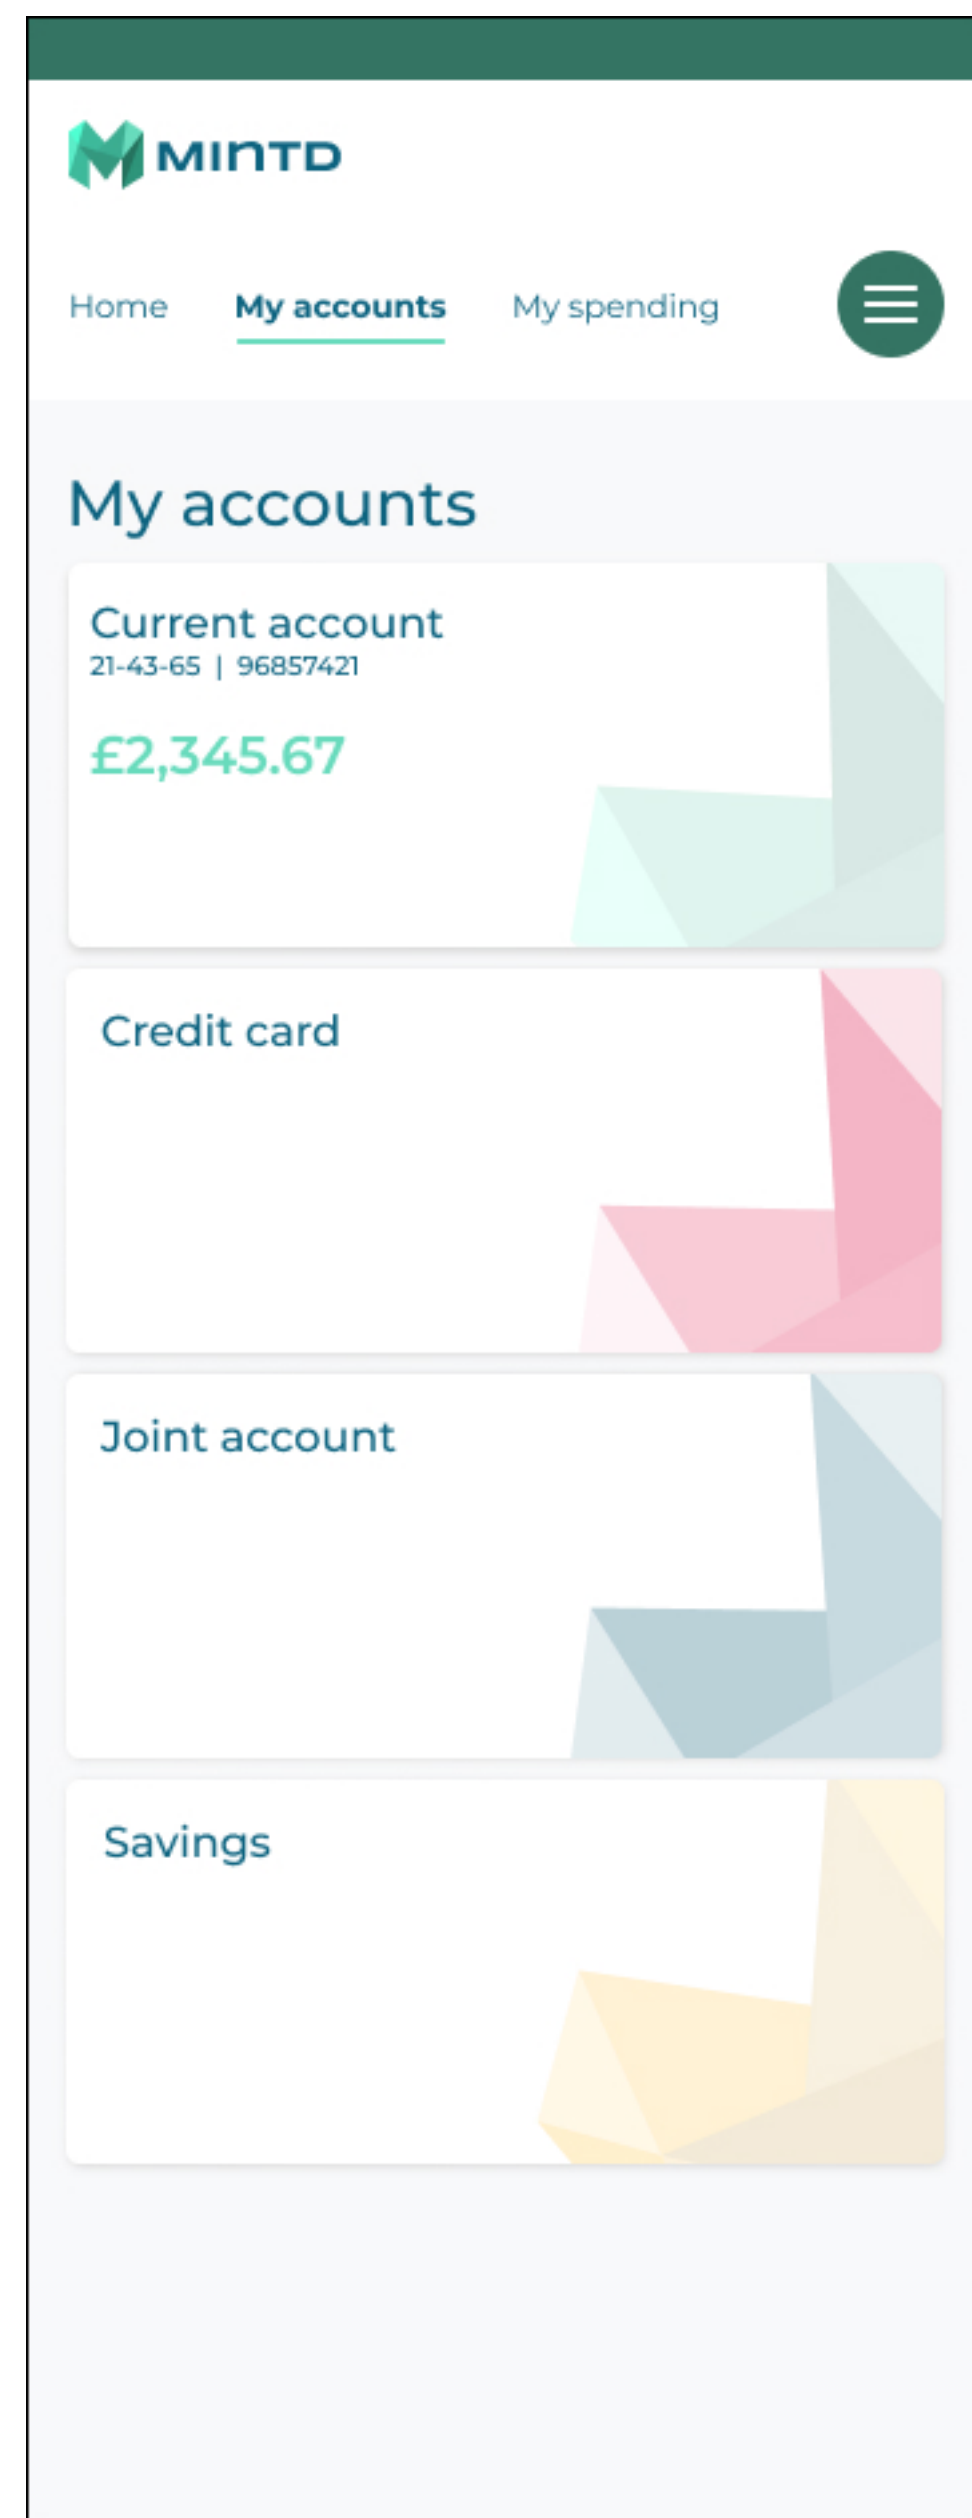 MINTD
Home My accounts My spending
My accounts
Current account
21-43-65 | 96857421
£2,345.67
Credit card
Joint account
Savings